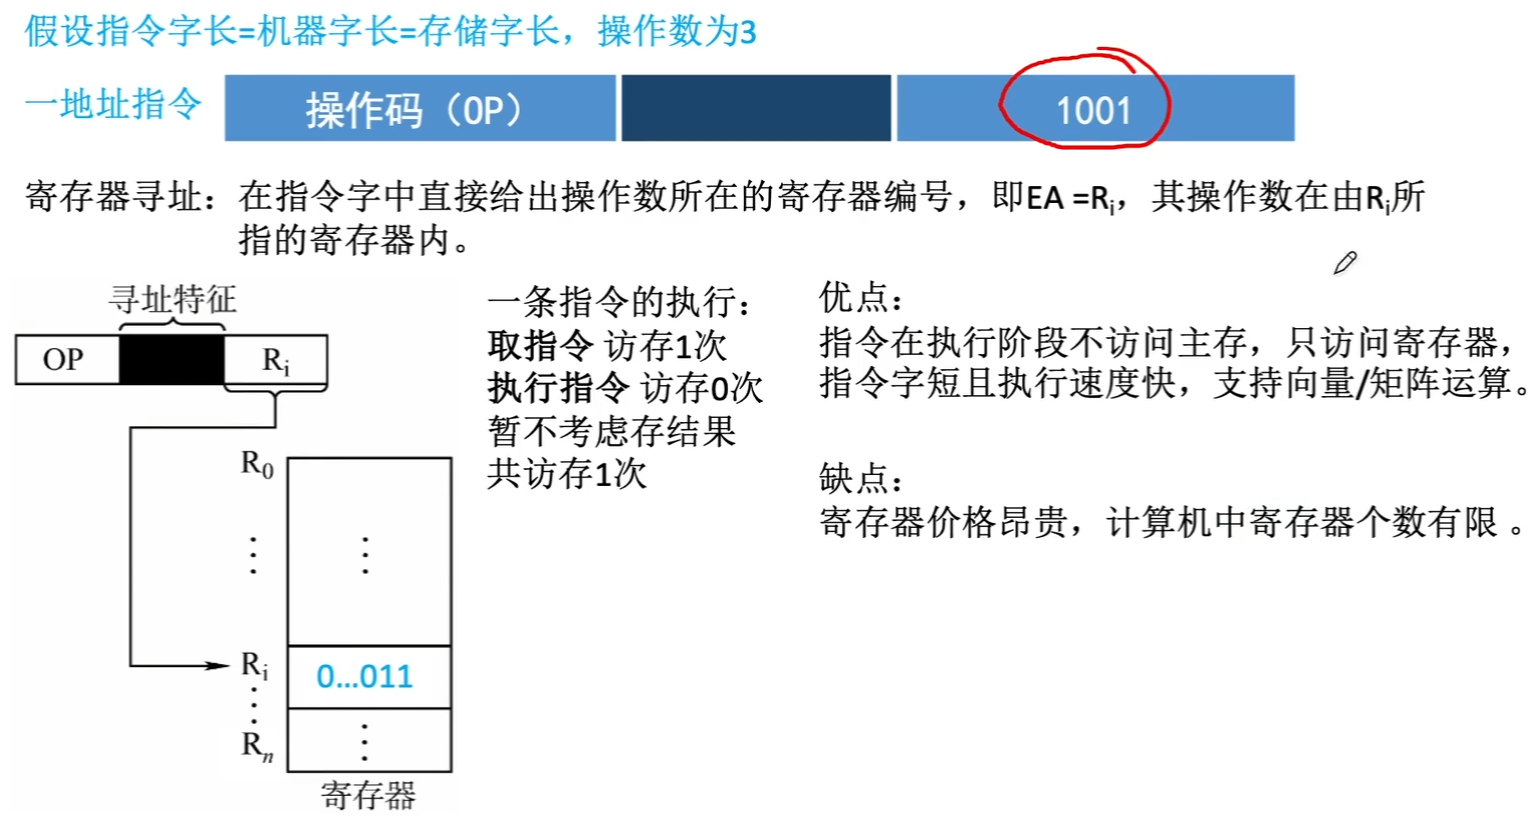 假设指令字长=机器字长=存储字长，操作数为3
一地址指令 操作码（OP） 1001
寄存器寻址：在指令字中直接给出操作数所在的寄存器编号，即EA =Ri，其操作数在由Ri所
指的寄存器内。
寻址特征
OP Ri
R0
⋮ ⋮
Ri 0...011
⋮
Rn ⋮
寄存器
一条指令的执行：
取指令 访存1次
执行指令 访存0次
暂不考虑存结果
共访存1次
优点：
指令在执行阶段不访问主存，只访问寄存器，
指令字短且执行速度快，支持向量/矩阵运算。
缺点：
寄存器价格昂贵，计算机中寄存器个数有限 。